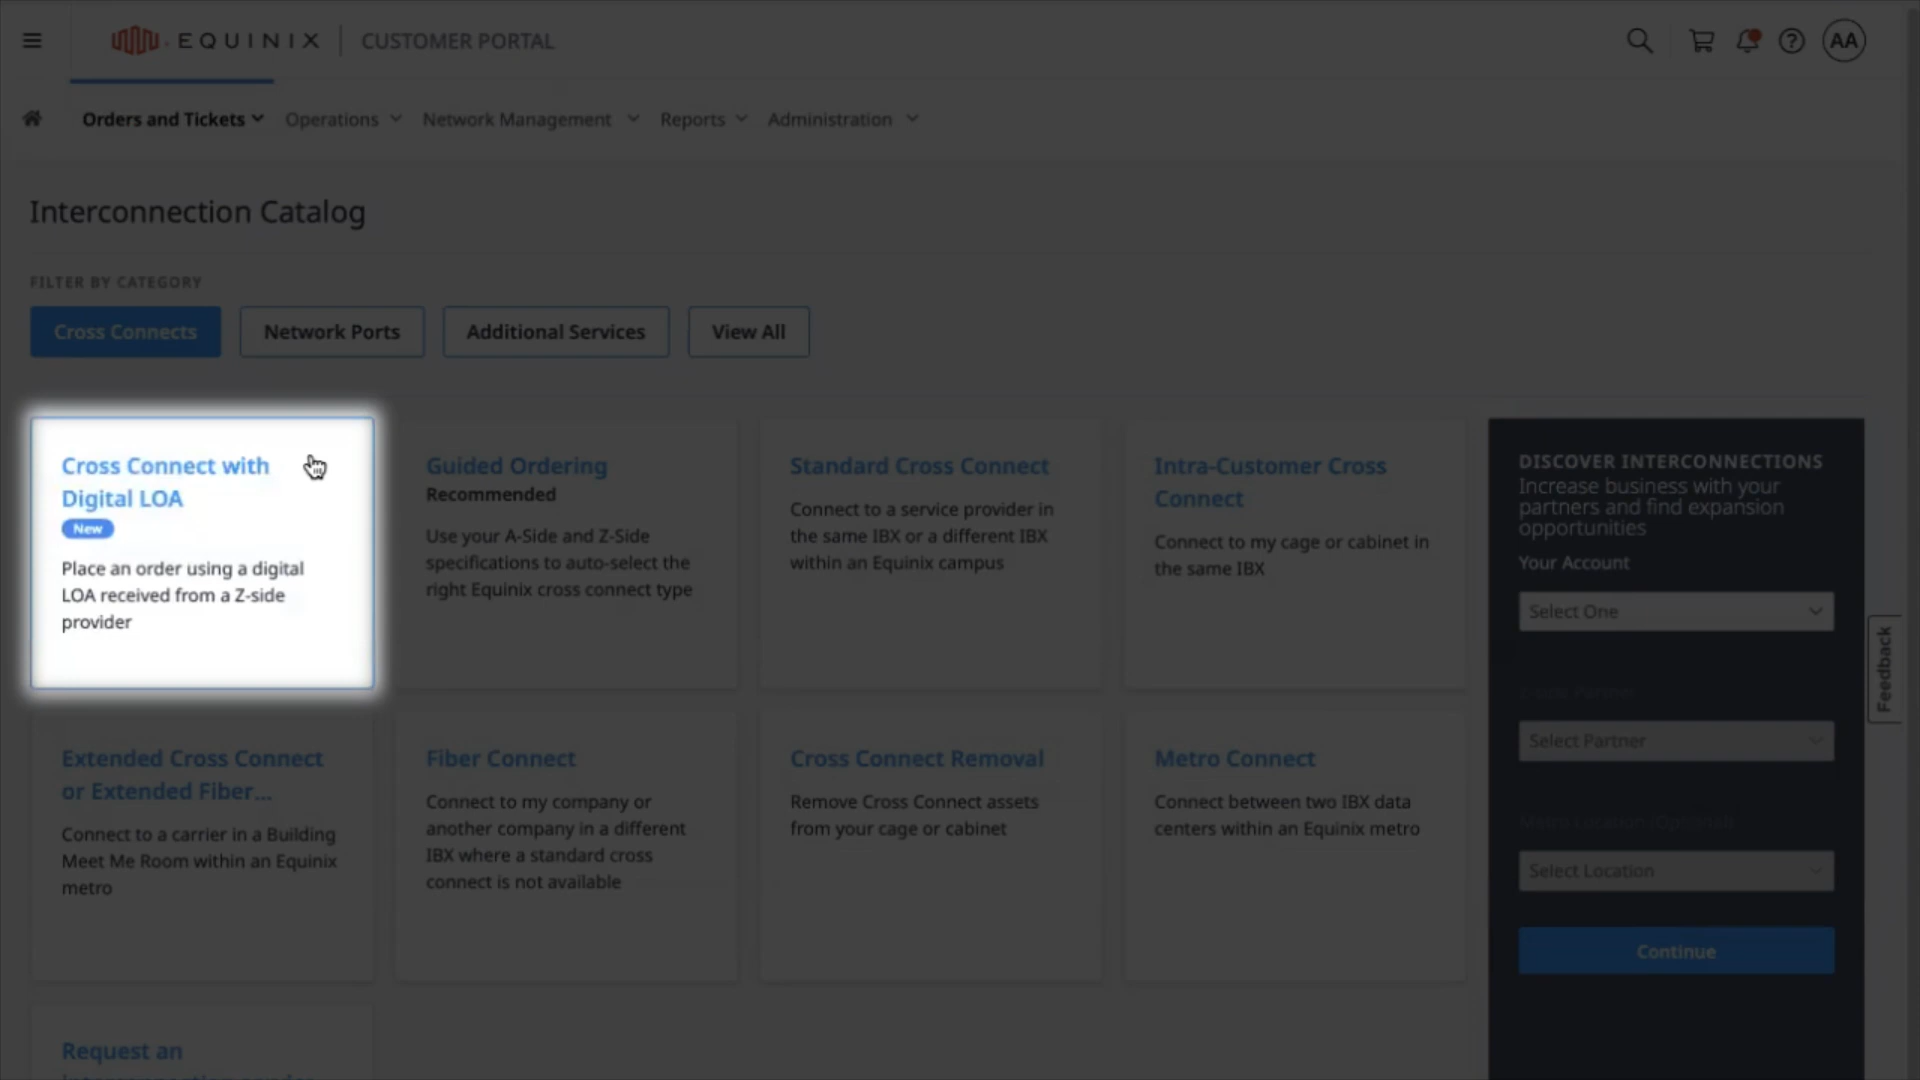 EQUINIX | CUSTOMER PORTAL
AA
Orders and Tickets
Operations
Network Management
Reports
Administration
Interconnection Catalog
FILTER BY CATEGORY
Cross Connects
Network Ports
Additional Services
View All
Cross Connect with
Digital LOA
New
Place an order using a digital
LOA received from a Z-side
provider
Guided Ordering
Recommended
Use your A-Side and Z-Side
specifications to auto-select the
right Equinix cross connect type
Standard Cross Connect
Connect to a service provider in
the same IBX or a different IBX
within an Equinix campus
Intra-Customer Cross
Connect
Connect to my cage or cabinet in
the same IBX
DISCOVER INTERCONNECTIONS
Increase business with your
partners and find expansion
opportunities
Your Account
Select One
Partner
Select Partner
Metro Location (Optional)
Select Location
Continue
Feedback
Extended Cross Connect
or Extended Fiber...
Connect to a carrier in a Building
Meet Me Room within an Equinix
metro
Fiber Connect
Connect to my company or
another company in a different
IBX where a standard cross
connect is not available
Cross Connect Removal
Remove Cross Connect assets
from your cage or cabinet
Metro Connect
Connect between two IBX data
centers within an Equinix metro
Request an